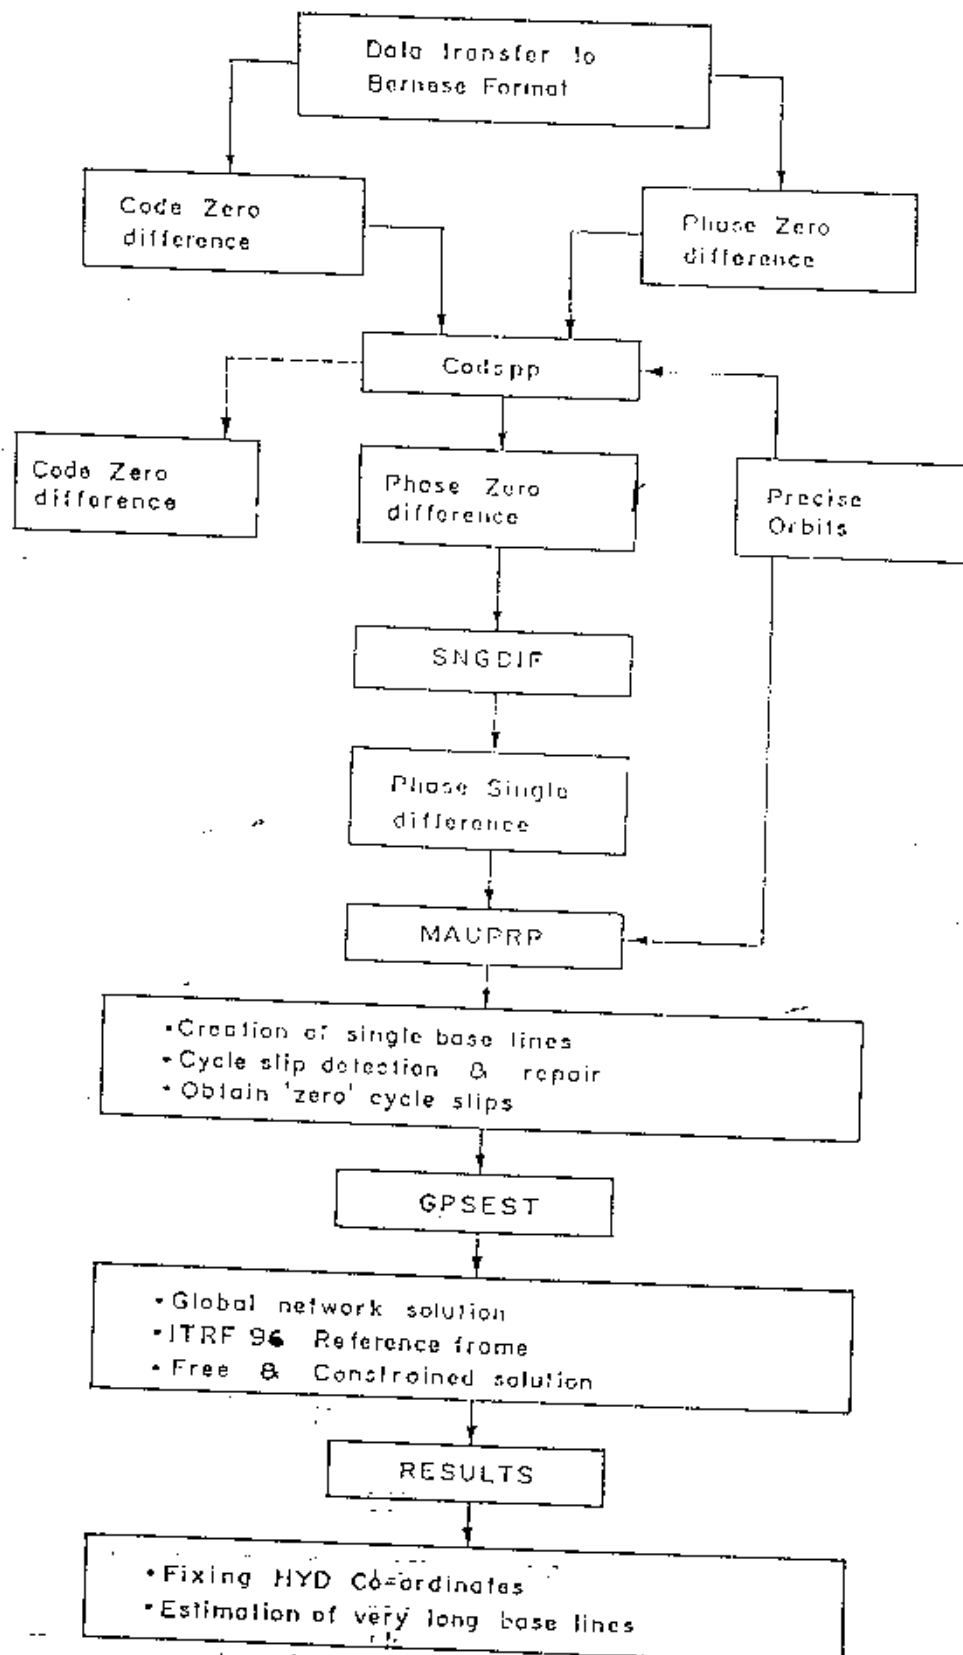 Data transfer to
Bernese Format
Code Zero
difference
Phase Zero
difference
Codspp
Code Zero
difference
Phase Zero
difference
Precise
Orbits
SNGDIF
Phase Single
difference
MAUPRP
•Creation of single base lines
•Cycle slip detection & repair
•Obtain 'zero' cycle slips
GPSEST
•Global network solution
•ITRF 96 Reference frame
•Free & Constrained solution
RESULTS
•Fixing HYD Co-ordinates
•Estimation of very long base lines